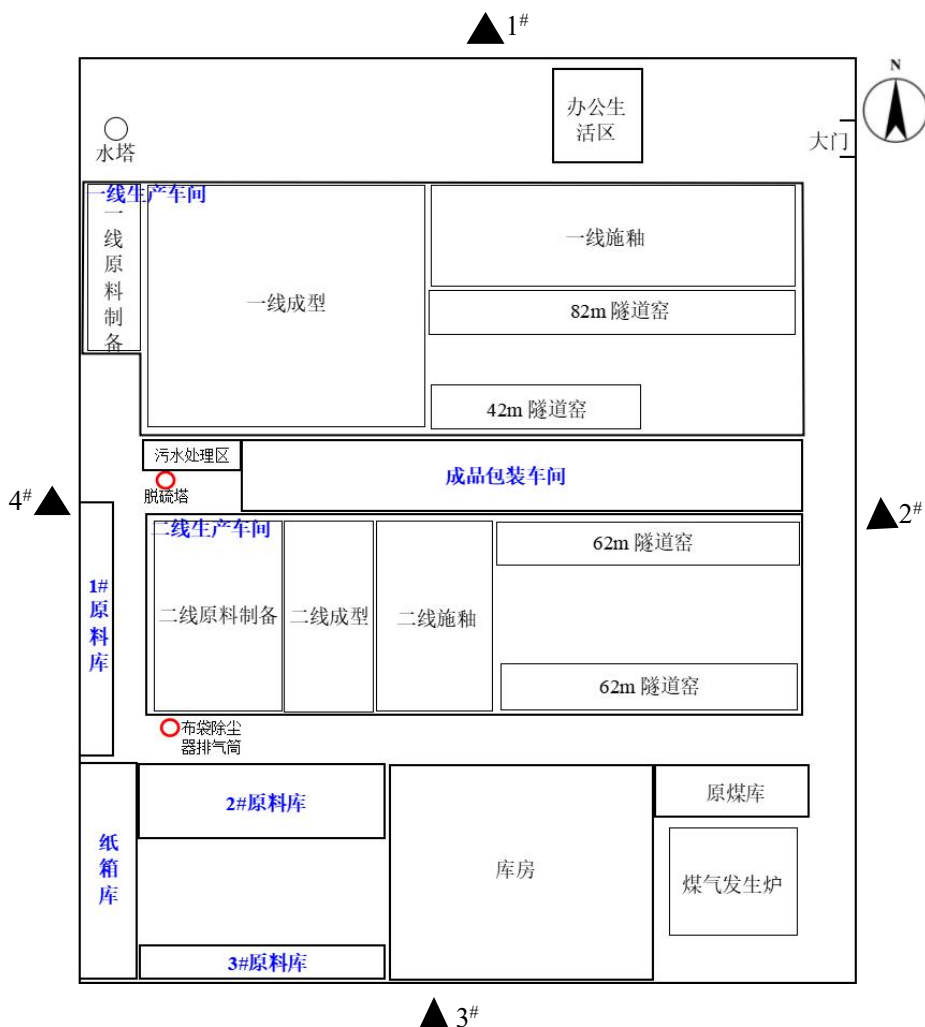 1#
N
办公生
活区
大门
水塔
一线生产车间
一
线
原
料
制
备
一线成型
一线施釉
82m 隧道窑
42m 隧道窑
污水处理区
脱硫塔
成品包装车间
4#
2#
二线生产车间
62m 隧道窑
1#
原
料
库
二线原料制备
二线成型
二线施釉
62m 隧道窑
布袋除尘
器排气筒
2#原料库
原煤库
纸
箱
库
库房
煤气发生炉
3#原料库
3#